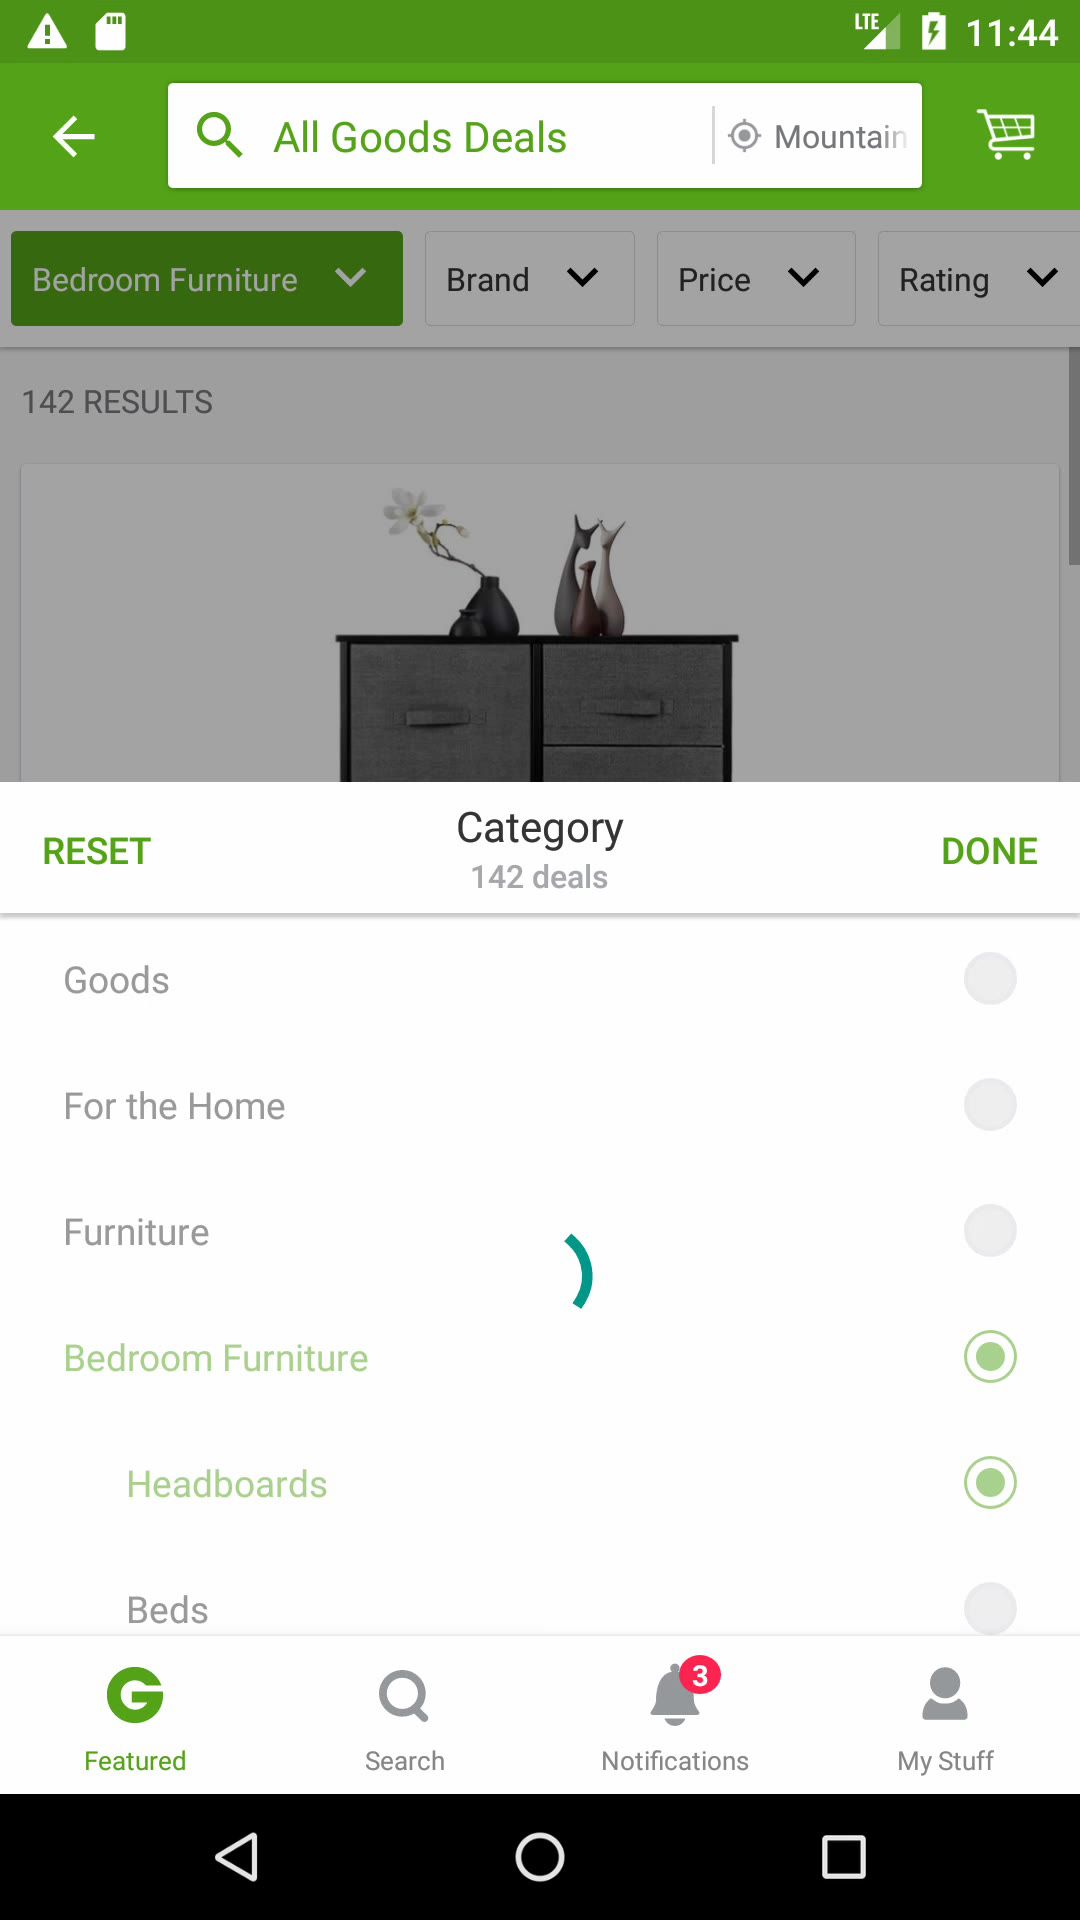 LTE 11:44
All Goods Deals Mountain
Bedroom Furniture Brand Price Rating
142 RESULTS
RESET Category DONE
142 deals
Goods
For the Home
Furniture
Bedroom Furniture
Headboards
Beds
3
Featured Search Notifications My Stuff